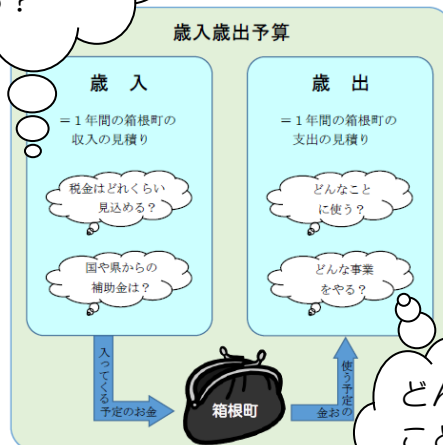 ？
歳入歳出予算
歳　入
＝１年間の箱根町の
収入の見積り
税金はどれくらい
見込める？
国や県からの
補助金は？
歳　出
＝１年間の箱根町の
支出の見積り
どんなこと
に使う？
どんな事業
をやる？
入ってくる
予定のお金
箱根町
使う予定の
お金
どん
こと